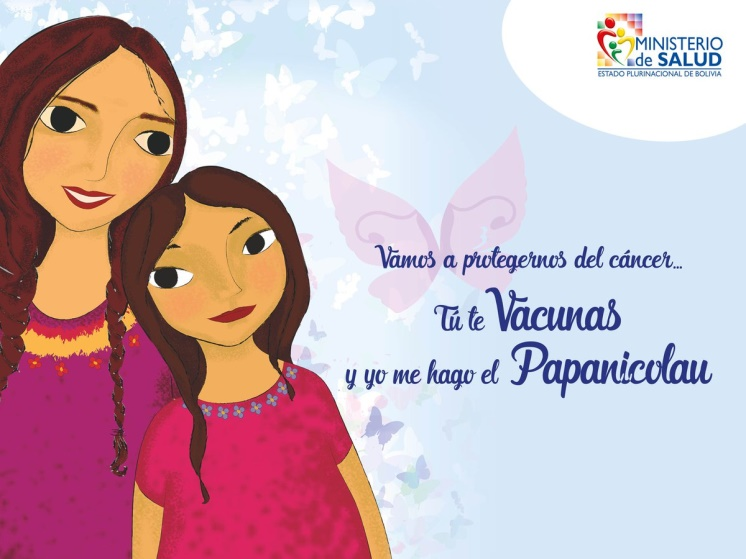 MINISTERIO
de SALUD
ESTADO PLURINACIONAL DE BOLIVIA
Vamos a protegernos del cáncer...
Tú te Vacunas
y yo me hago el Papanicolau